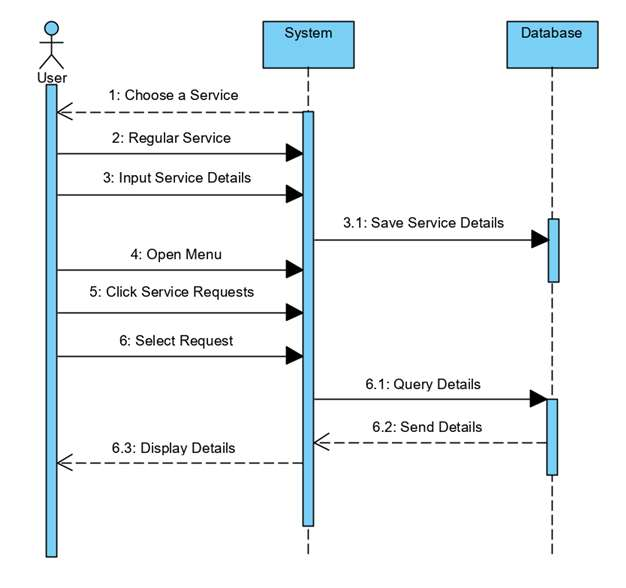 System
Database
User
1: Choose a Service
2: Regular Service
3: Input Service Details
3.1: Save Service Details
4: Open Menu
5: Click Service Requests
6: Select Request
6.1: Query Details
6.2: Send Details
6.3: Display Details